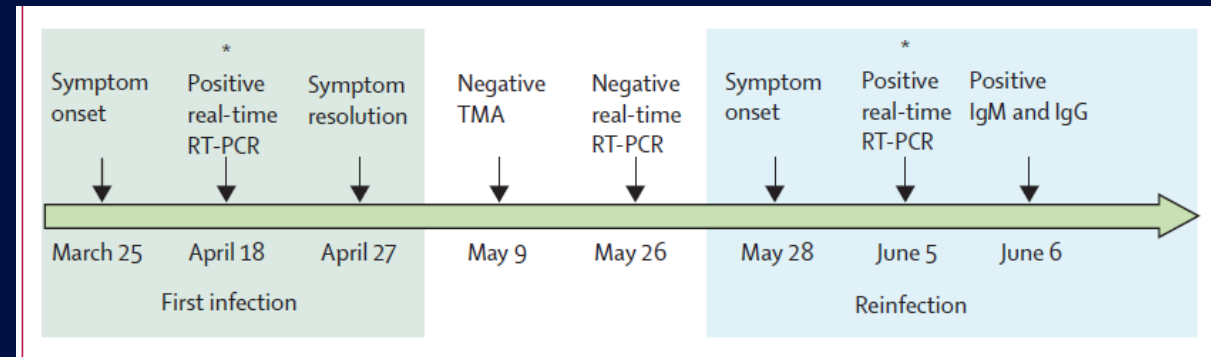 *
*
Symptom
onset
Positive
real-time
RT-PCR
Symptom
resolution
Negative
TMA
Negative
real-time
RT-PCR
Symptom
onset
Positive
real-time
RT-PCR
Positive
IgM and IgG
March 25
April 18
April 27
May 9
May 26
May 28
June 5
June 6
First infection
Reinfection